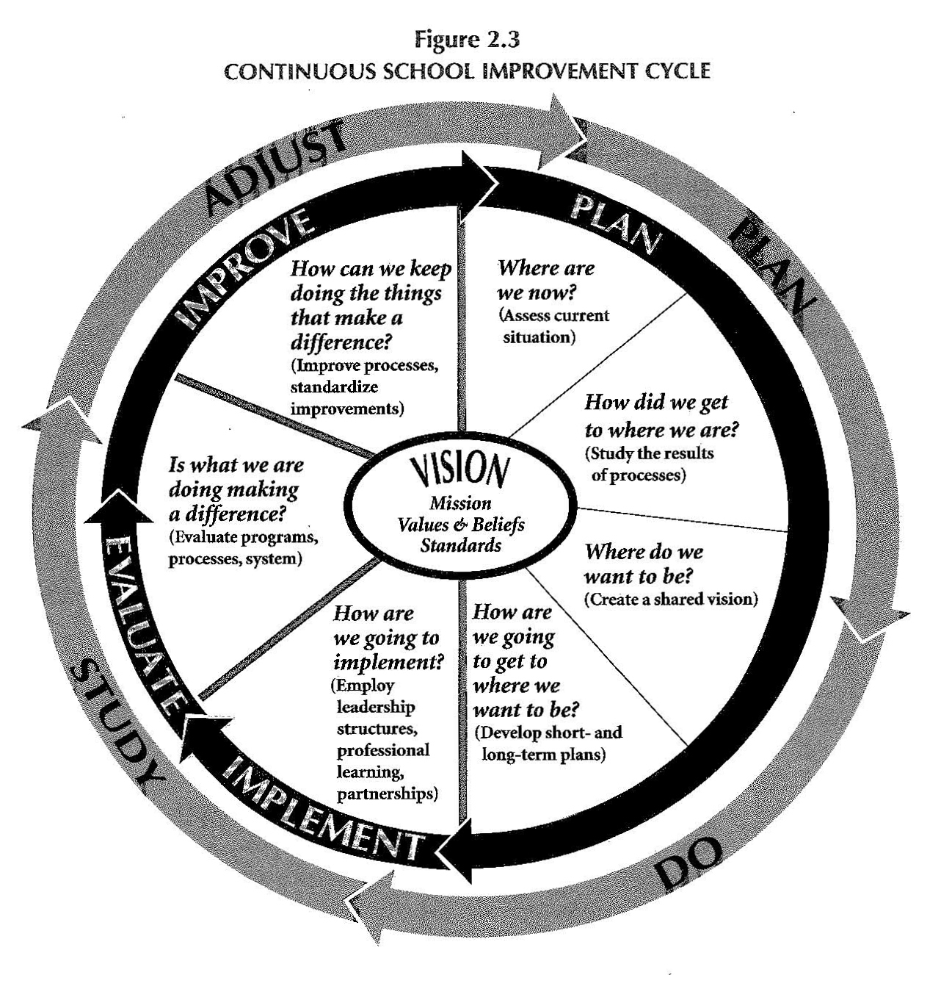 Figure 2.3
CONTINUOUS SCHOOL IMPROVEMENT CYCLE
ADJUST
PLAN
DO
STUDY
IMPROVE
PLAN
IMPLEMENT
EVALUATE
How can we keep
doing the things
that make a
difference?
(Improve processes,
standardize
improvements)
Where are
we now?
(Assess current
situation)
How did we get
to where we are?
(Study the results
of processes)
Where do we
want to be?
(Create a shared vision)
How are
we going
to get to
where we
want to be?
(Develop short- and
long-term plans)
How are
we going to
implement?
(Employ
leadership
structures,
professional
learning,
partnerships)
Is what we are
doing making
a difference?
(Evaluate programs,
processes, system)
VISION
Mission
Values & Beliefs
Standards